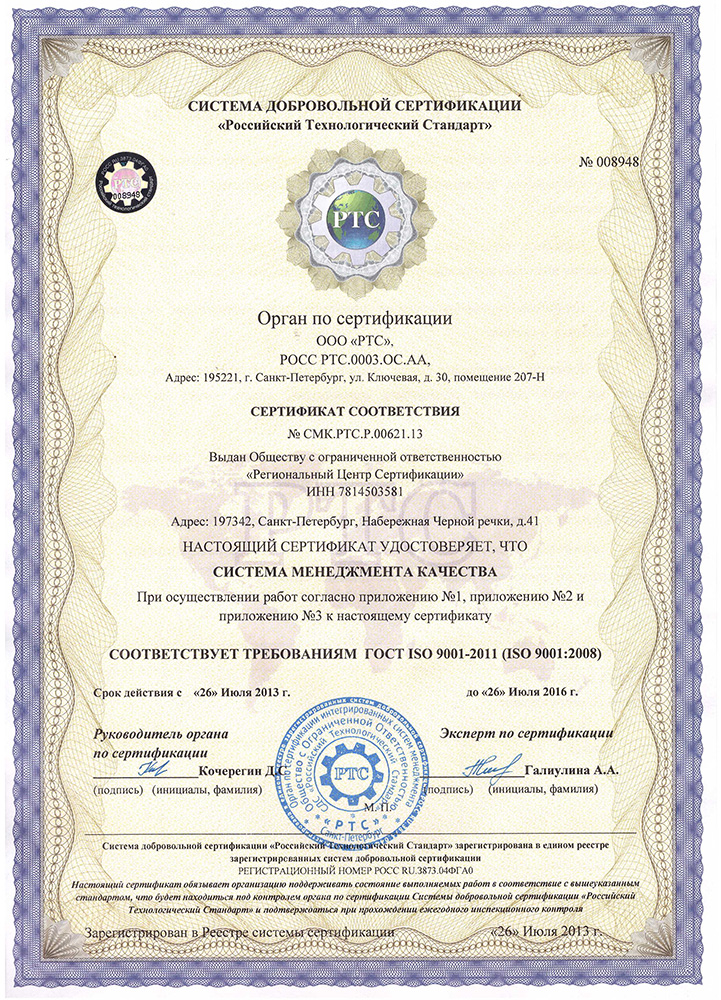 СИСТЕМА ДОБРОВОЛЬНОЙ СЕРТИФИКАЦИИ
«Российский Технологический Стандарт»
№ 008948
РОСС RU 3873.04ФГА0
РТС
008948
РТС
Орган по сертификации
ООО «РТС»,
РОСС РТС.0003.ОС.АА,
Адрес: 195221, г. Санкт-Петербург, ул. Ключевая, д. 30, помещение 207-Н
СЕРТИФИКАТ СООТВЕТСТВИЯ
№ СМК.РТС.Р.00621.13
Выдан Обществу с ограниченной ответственностью
«Региональный Центр Сертификации»
ИНН 7814503581
РТС
Адрес: 197342, Санкт-Петербург, Набережная Черной речки, д.41
НАСТОЯЩИЙ СЕРТИФИКАТ УДОСТОВЕРЯЕТ, ЧТО
СИСТЕМА МЕНЕДЖМЕНТА КАЧЕСТВА
При осуществлении работ согласно приложению №1, приложению №2 и
приложению №3 к настоящему сертификату
СООТВЕТСТВУЕТ ТРЕБОВАНИЯМ ГОСТ ISO 9001-2011 (ISO 9001:2008)
Срок действия с «26» Июля 2013 г. до «26» Июля 2016 г.
Руководитель органа Эксперт по сертификации
по сертификации
Кочерегин Д.С. Галиулина А.А.
(подпись) (инициалы, фамилия) (подпись) (инициалы, фамилия)
М. П.
Орган по сертификации интегрированных систем менеджмента
Общество с Ограниченной Ответственностью
СДС «Российский Технологический Стандарт»
РТС
* «РТС» *
Санкт-Петербург
Система добровольной сертификации «Российский Технологический Стандарт» зарегистрирована в едином реестре
зарегистрированных систем добровольной сертификации
РЕГИСТРАЦИОННЫЙ НОМЕР РОСС RU.3873.04ФГА0
Настоящий сертификат обязывает организацию поддерживать состояние выполняемых работ в соответствие с вышеуказанным
стандартом, что будет находиться под контролем органа по сертификации Системы добровольной сертификации «Российский
Технологический Стандарт» и подтверждаться при прохождении ежегодного инспекционного контроля
Зарегистрирован в Реестре системы сертификации «26» Июля 2013 г.